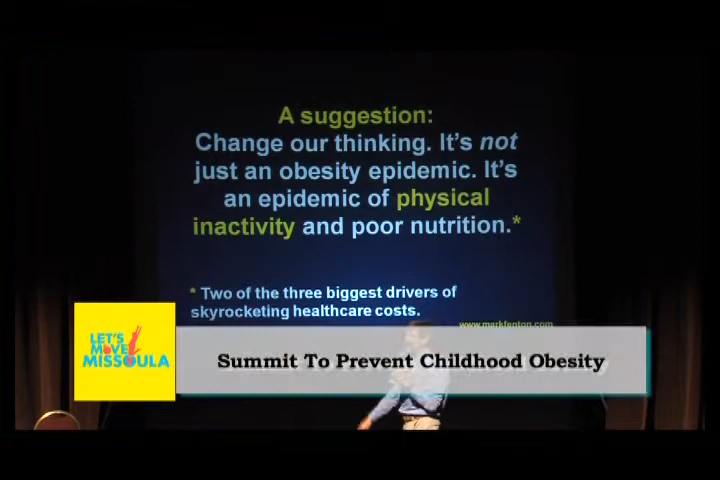 A suggestion:
Change our thinking. It's not
just an obesity epidemic. It's
an epidemic of physical
inactivity and poor nutrition.*
* Two of the three biggest drivers of
skyrocketing healthcare costs.
www.markfenton.com
LET'S
MOVE!
MISSOULA
Summit To Prevent Childhood Obesity